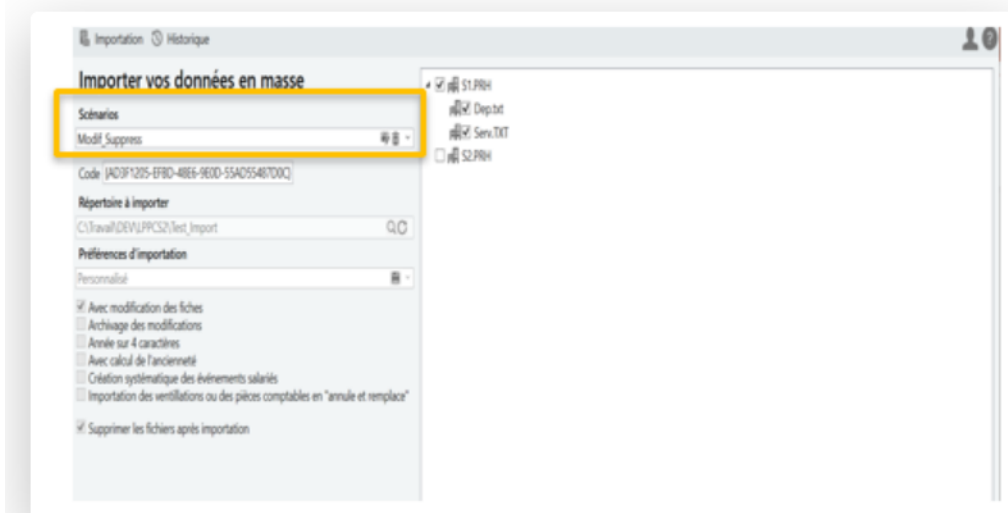 Importation Historique
Importer vos données en masse
Scénarios
Modif_Suppress
Code {AD3F1205-EFBD-48E6-9E0D-55AD55487D0C}
Répertoire à importer
C:\Travail\DEV\LPPCS2\Test_Import
Préférences d'importation
Personnalisé
Avec modification des fiches
Archivage des modifications
Année sur 4 caractères
Avec calcul de l'ancienneté
Création systématique des événements salariés
Importation des ventillations ou des pièces comptables en "annule et remplace"
Supprimer les fichiers après importation
S1.PRH
Dep.txt
Serv.TXT
S2.PRH